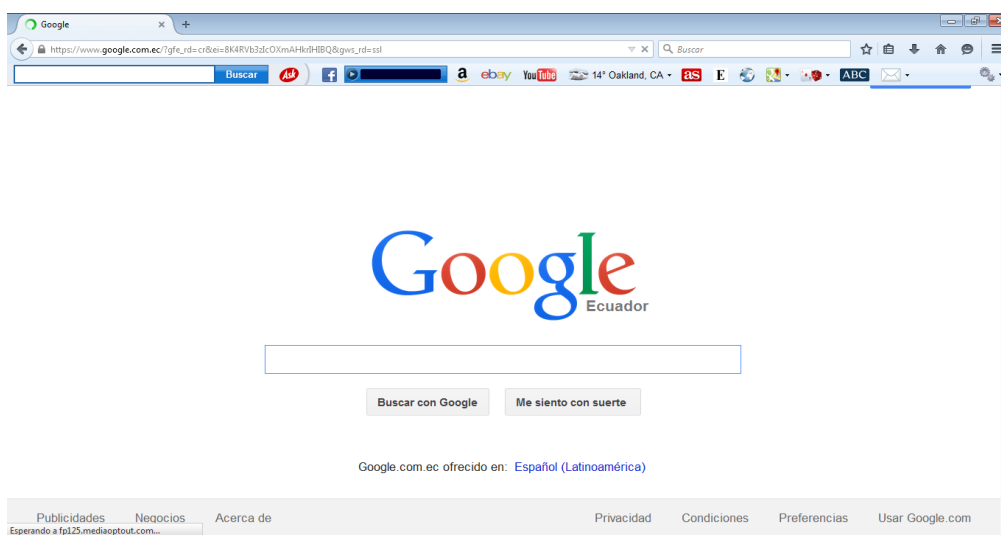 Google
https://www.google.com.ec/?gfe_rd=cr&ei=8K4RVb3zIcOXmAHkrIHIBQ&gws_rd=ssl
Buscar
Buscar Ask f a ebay YouTube 14° Oakland, CA as E ABC
Google
Ecuador
Buscar con Google Me siento con suerte
Google.com.ec ofrecido en: Español (Latinoamérica)
Publicidades Negocios Acerca de Privacidad Condiciones Preferencias Usar Google.com
Esperando a fp125.mediaoptout.com...